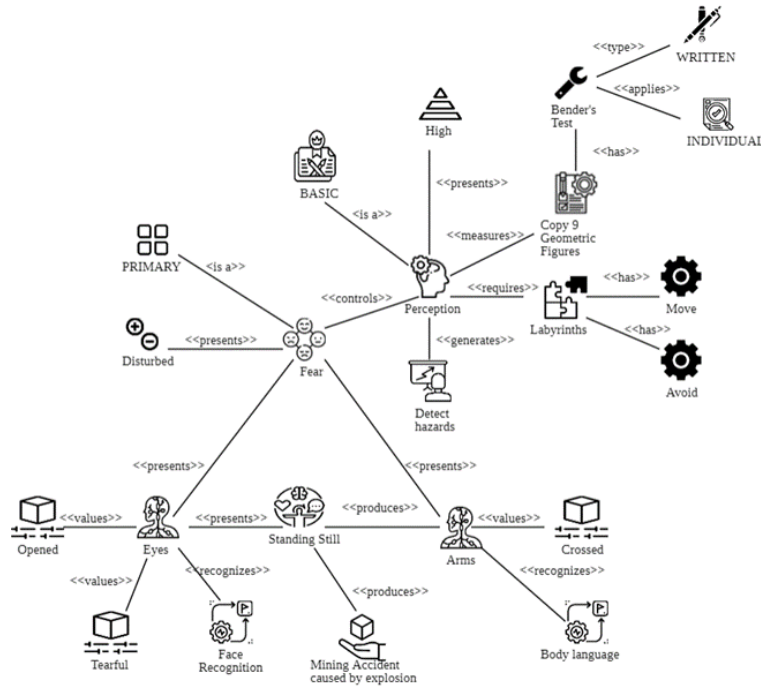 <<type>>
WRITTEN
<<applies>>
Bender's
Test
INDIVIDUAL
High
<<has>>
BASIC
<<presents>>
<is a>>
<<measures>>
Copy 9
Geometric
Figures
PRIMARY
<is a>>
<<controls>>
Perception
<<requires>>
<<has>>
Move
Labyrinths
<<has>>
Disturbed
<<presents>>
<<generates>>
Fear
Avoid
Detect
hazards
<<presents>>
<<presents>>
Opened
<<values>>
Eyes
<<presents>>
Standing Still
<<produces>>
Arms
<<values>>
Crossed
<<values>>
<<recognizes>>
<<produces>>
<<recognizes>>
Tearful
Face
Recognition
Mining Accident
caused by explosion
Body language